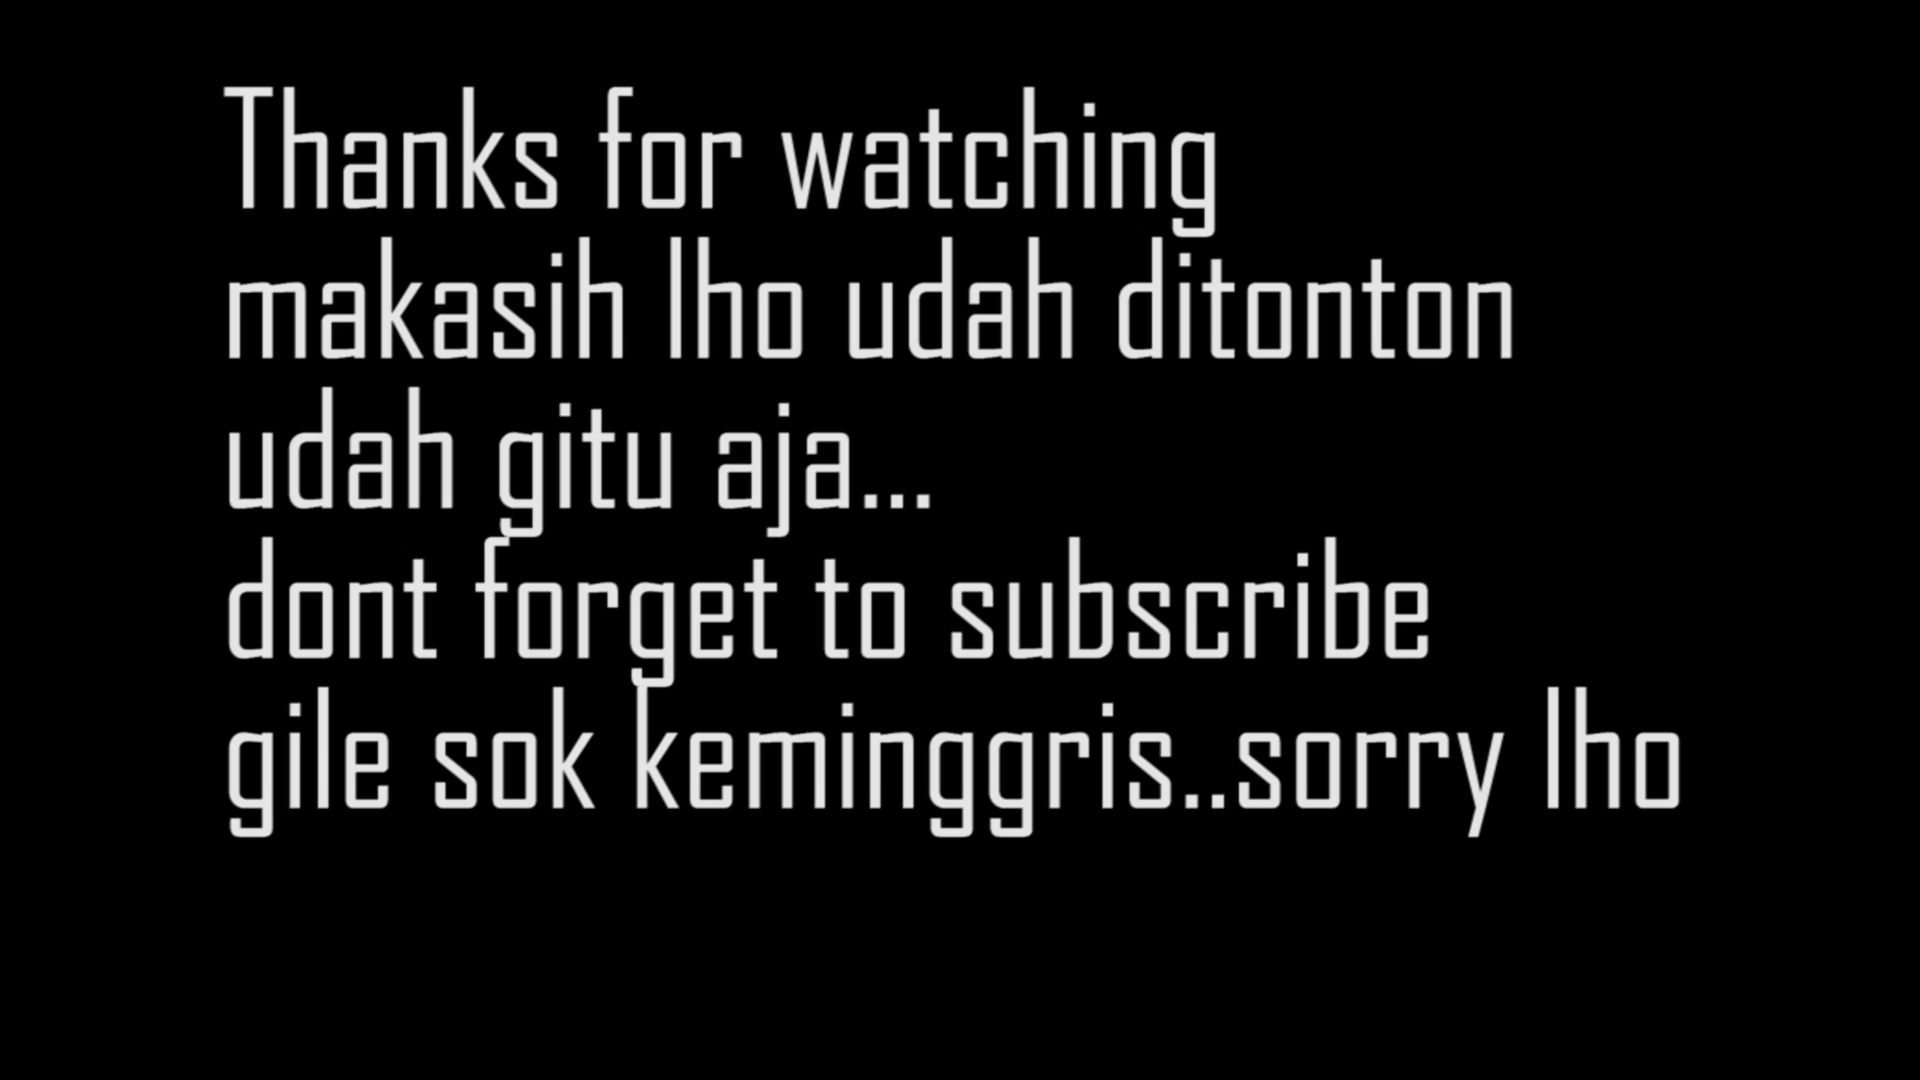 Thanks for watching
makasih lho udah ditonton
udah gitu aja...
dont forget to subscribe
gile sok keminggris..sorry lho